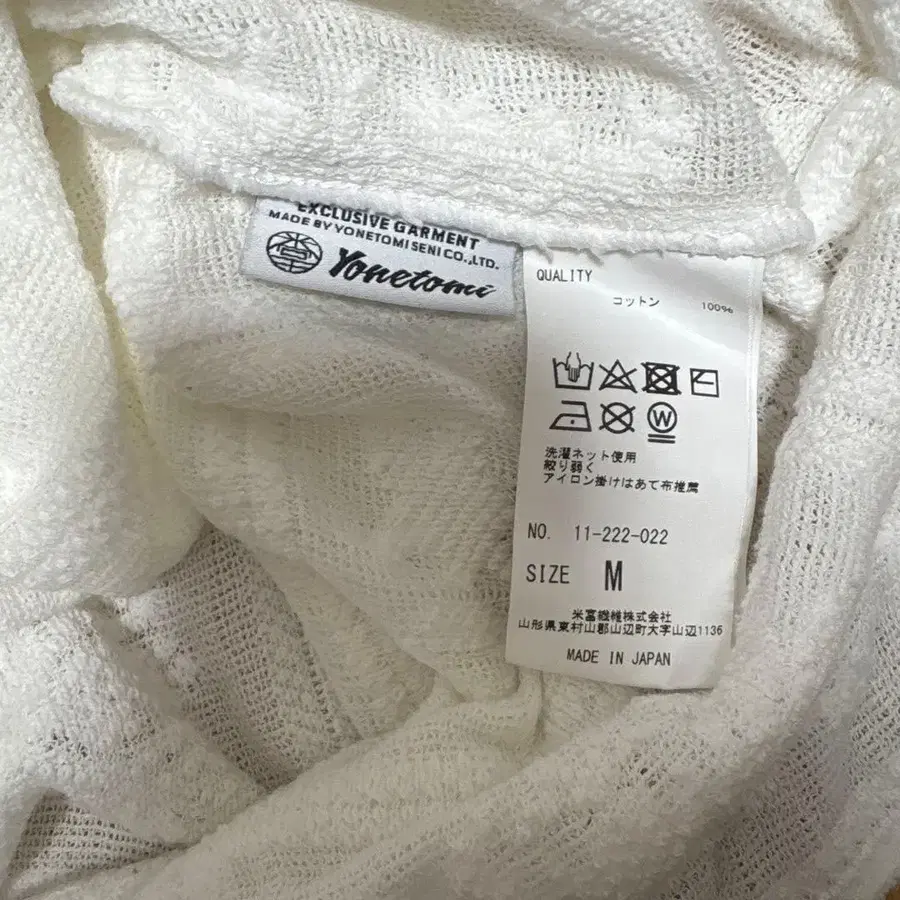 EXCLUSIVE GARMENT
MADE BY YONETOMI SENI CO.,LTD.
Yonetomi
QUALITY
コットン 100%
W
洗濯ネット使用
絞り弱く
アイロン掛けはあて布推薦
NO. 11-222-022
SIZE M
米富繊維株式会社
山形県東村山郡山辺町大字山辺1136
MADE IN JAPAN